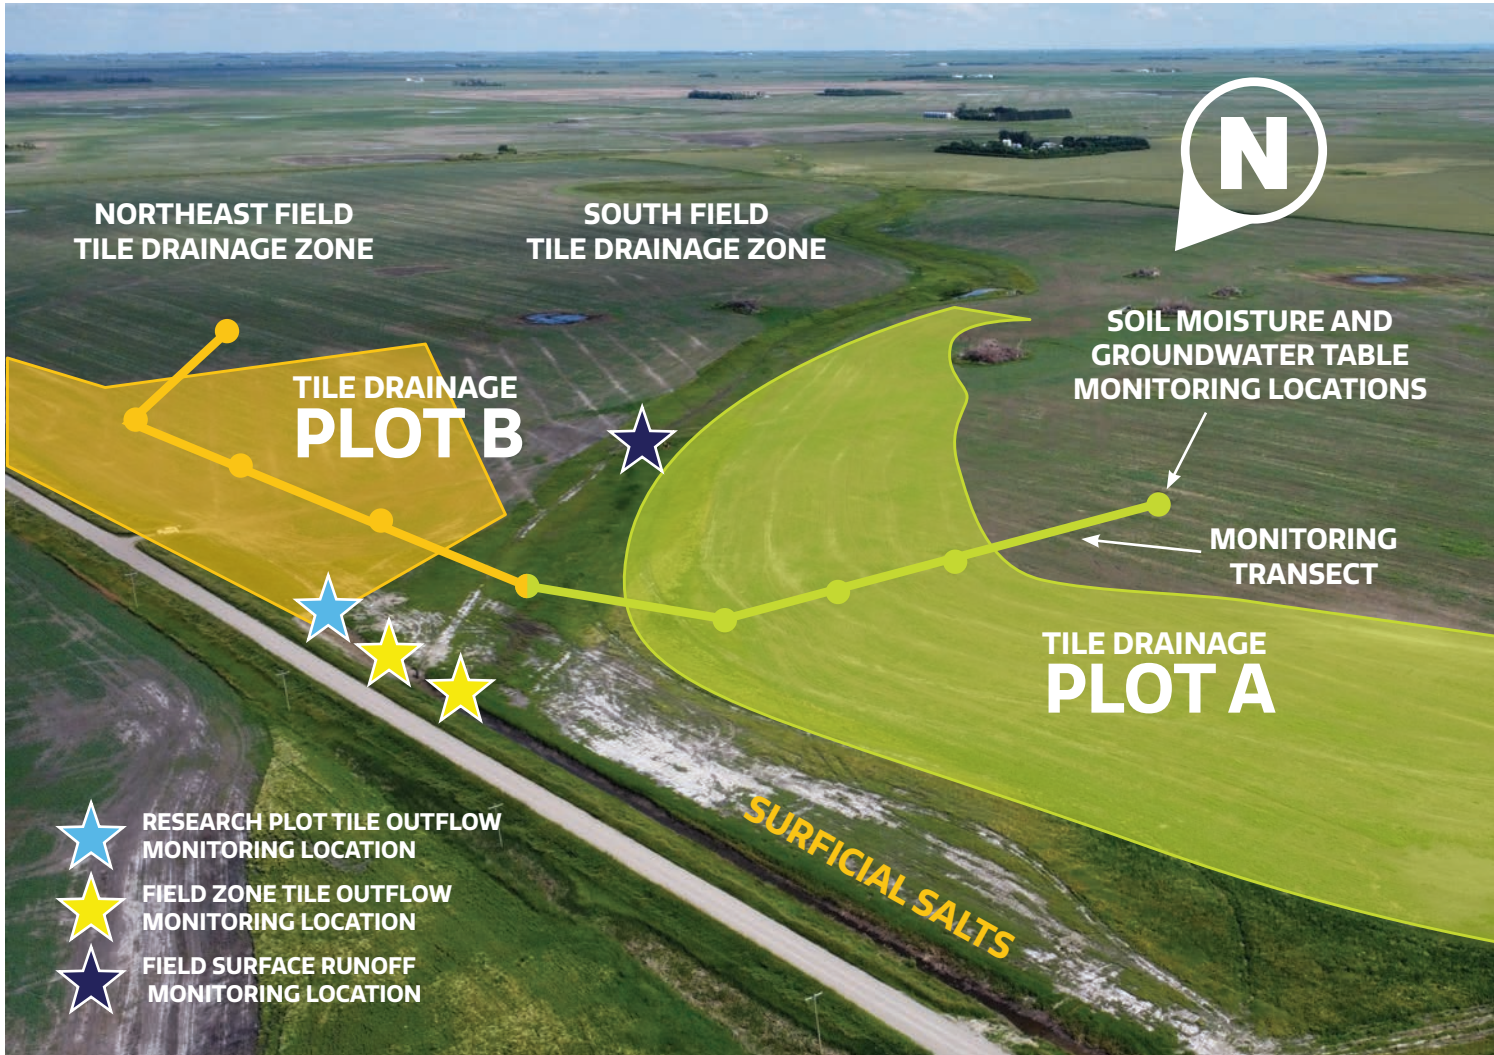 N
NORTHEAST FIELD
TILE DRAINAGE ZONE
SOUTH FIELD
TILE DRAINAGE ZONE
SOIL MOISTURE AND
GROUNDWATER TABLE
MONITORING LOCATIONS
TILE DRAINAGE
PLOT B
MONITORING
TRANSECT
TILE DRAINAGE
PLOT A
SURFICIAL SALTS
RESEARCH PLOT TILE OUTFLOW
MONITORING LOCATION
FIELD ZONE TILE OUTFLOW
MONITORING LOCATION
FIELD SURFACE RUNOFF
MONITORING LOCATION